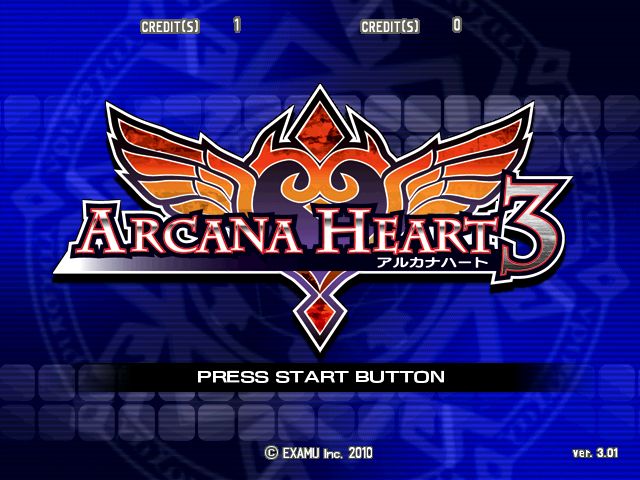 CREDIT(S) 1 CREDIT(S) 0
ARCANA HEART 3
アルカナハート
PRESS START BUTTON
© EXAMU Inc. 2010 ver. 3.01